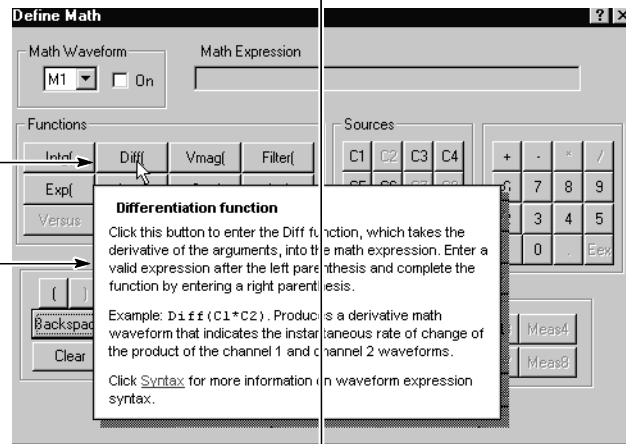 Define Math
Math Waveform
Math Expression
M1
On
Functions
Sources
Intg(
Diff(
Vmag(
Filter(
C1
C2
C3
C4
+
-
*
/
Exp(
7
8
9
Versus
3
4
5
0
.
Eex
(
)
Backspac
Clear
Meas4
Meas8
Differentiation function
Click this button to enter the Diff function, which takes the
derivative of the arguments, into the math expression. Enter a
valid expression after the left parenthesis and complete the
function by entering a right parenthesis.
Example: Diff(C1*C2). Produces a derivative math
waveform that indicates the instantaneous rate of change of
the product of the channel 1 and channel 2 waveforms.
Click Syntax for more information on waveform expression
syntax.